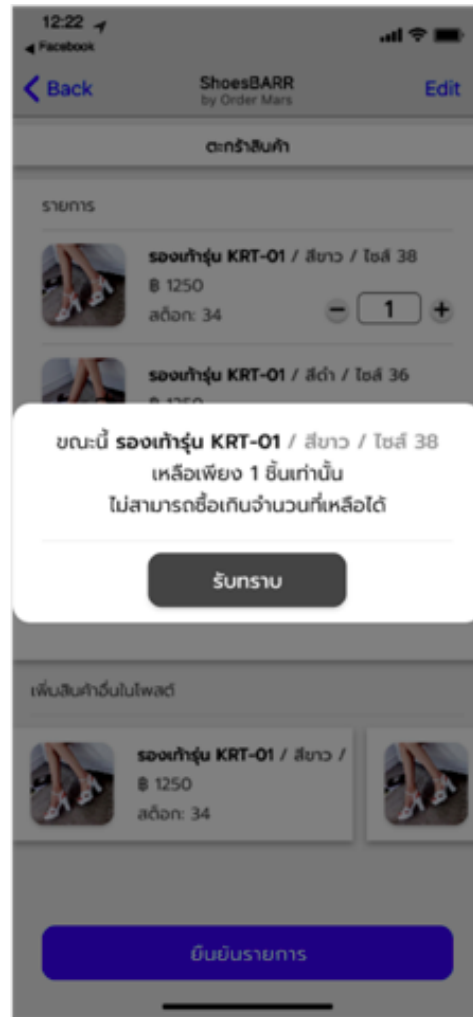 12:22
Facebook
Back
ShoesBARR
by Order Mars
Edit
ตะกร้าสินค้า
รายการ
รองเท้ารุ่น KRT-01 / สีขาว / ไซส์ 38
฿ 1250
สต็อก: 34
1
รองเท้ารุ่น KRT-01 / สีดำ / ไซส์ 36
ขณะนี้ รองเท้ารุ่น KRT-01 / สีขาว / ไซส์ 38
เหลือเพียง 1 ชิ้นเท่านั้น
ไม่สามารถซื้อเกินจำนวนที่เหลือได้
รับทราบ
เพิ่มสินค้าอื่นในโพสต์
รองเท้ารุ่น KRT-01 / สีขาว /
฿ 1250
สต็อก: 34
ยืนยันรายการ